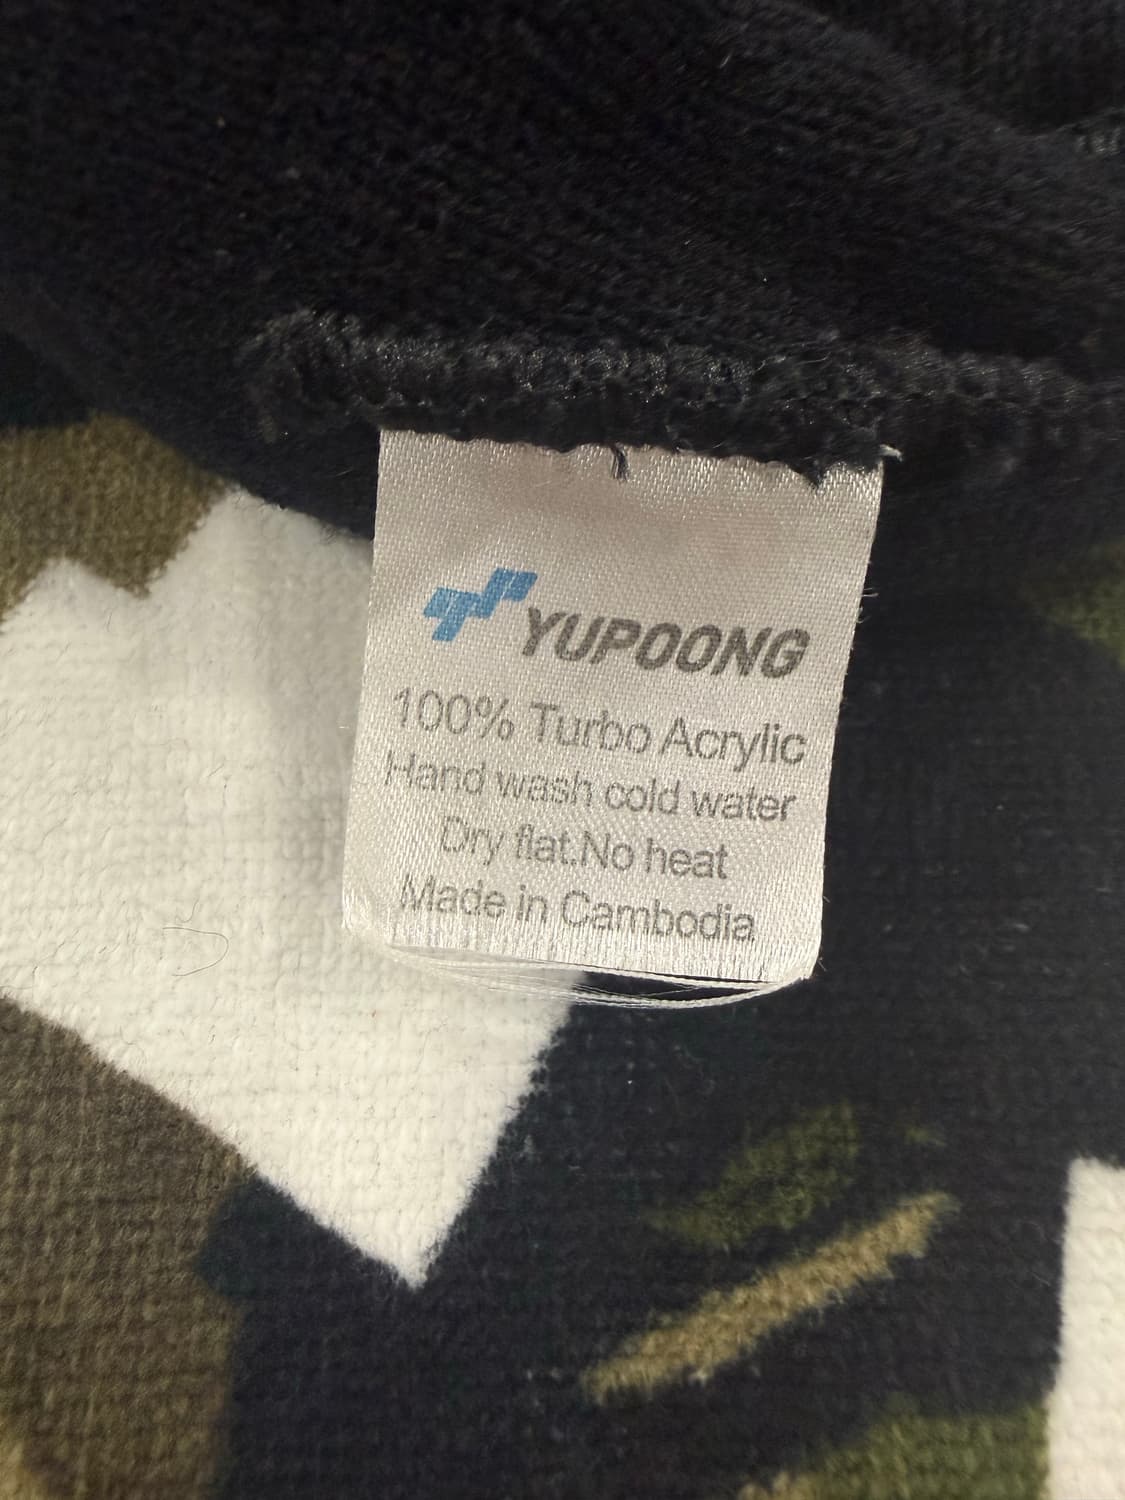 YUPOONG
100% Turbo Acrylic
Hand wash cold water
Dry flat.No heat
Made in Cambodia